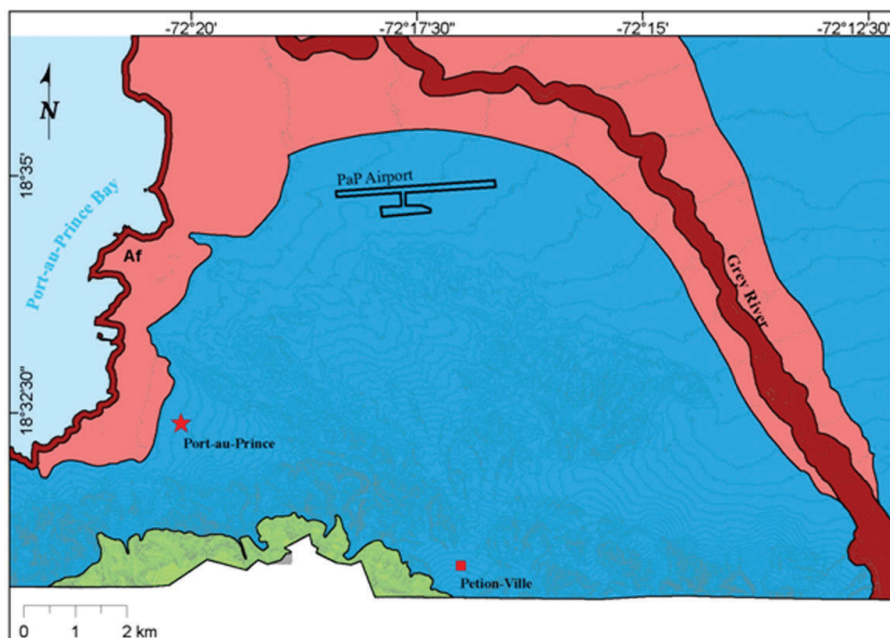 -72°20'
-72°17'30"
-72°15'
-72°12'30"
N
18°35'
PaP Airport
Port-au-Prince Bay
Af
Grey River
18°32'30"
Port-au-Prince
Petion-Ville
0 1 2 km